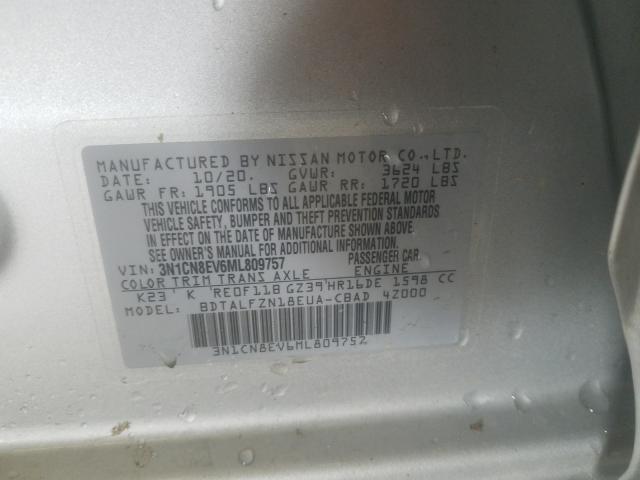 MANUFACTURED BY NISSAN MOTOR CO.,LTD.
DATE: 10/20. GVWR: 3624 LBS
GAWR FR: 1905 LBS GAWR RR: 1720 LBS
THIS VEHICLE CONFORMS TO ALL APPLICABLE FEDERAL MOTOR
VEHICLE SAFETY, BUMPER AND THEFT PREVENTION STANDARDS
IN EFFECT ON THE DATE OF MANUFACTURE SHOWN ABOVE.
SEE OWNER'S MANUAL FOR ADDITIONAL INFORMATION
VIN: 3N1CN8EV6ML809757 PASSENGER CAR.
COLOR TRIM TRANS AXLE ENGINE
K23 K RE0F11B GZ39 HR16DE 1598 CC
BDTALFZN18EUA-CBAD 4Z000
3N1CN8EV6ML809752